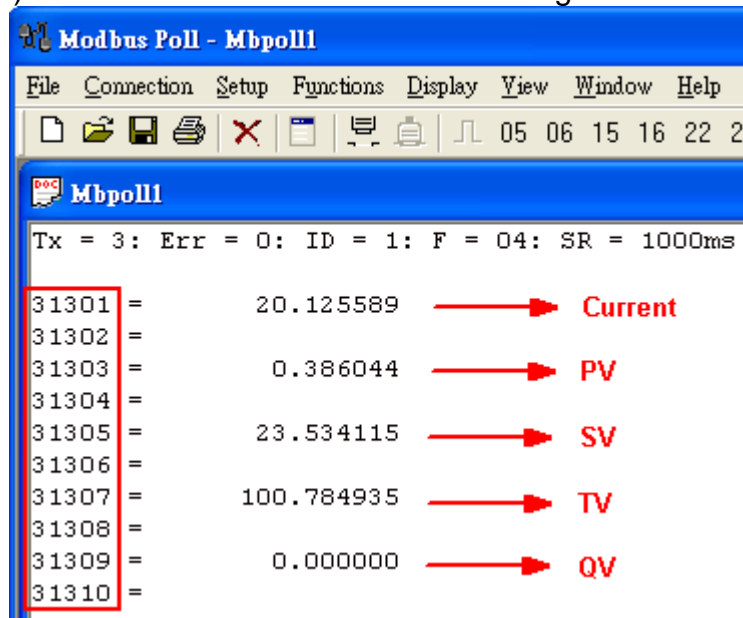 Modbus Poll - Mbpoll1
File Connection Setup Functions Display View Window Help
05 06 15 16 22 2
DOC
Mbpoll1
Tx = 3: Err = 0: ID = 1: F = 04: SR = 1000ms
31301 = 20.125589 Current
31302 =
31303 = 0.386044 PV
31304 =
31305 = 23.534115 SV
31306 =
31307 = 100.784935 TV
31308 =
31309 = 0.000000 QV
31310 =